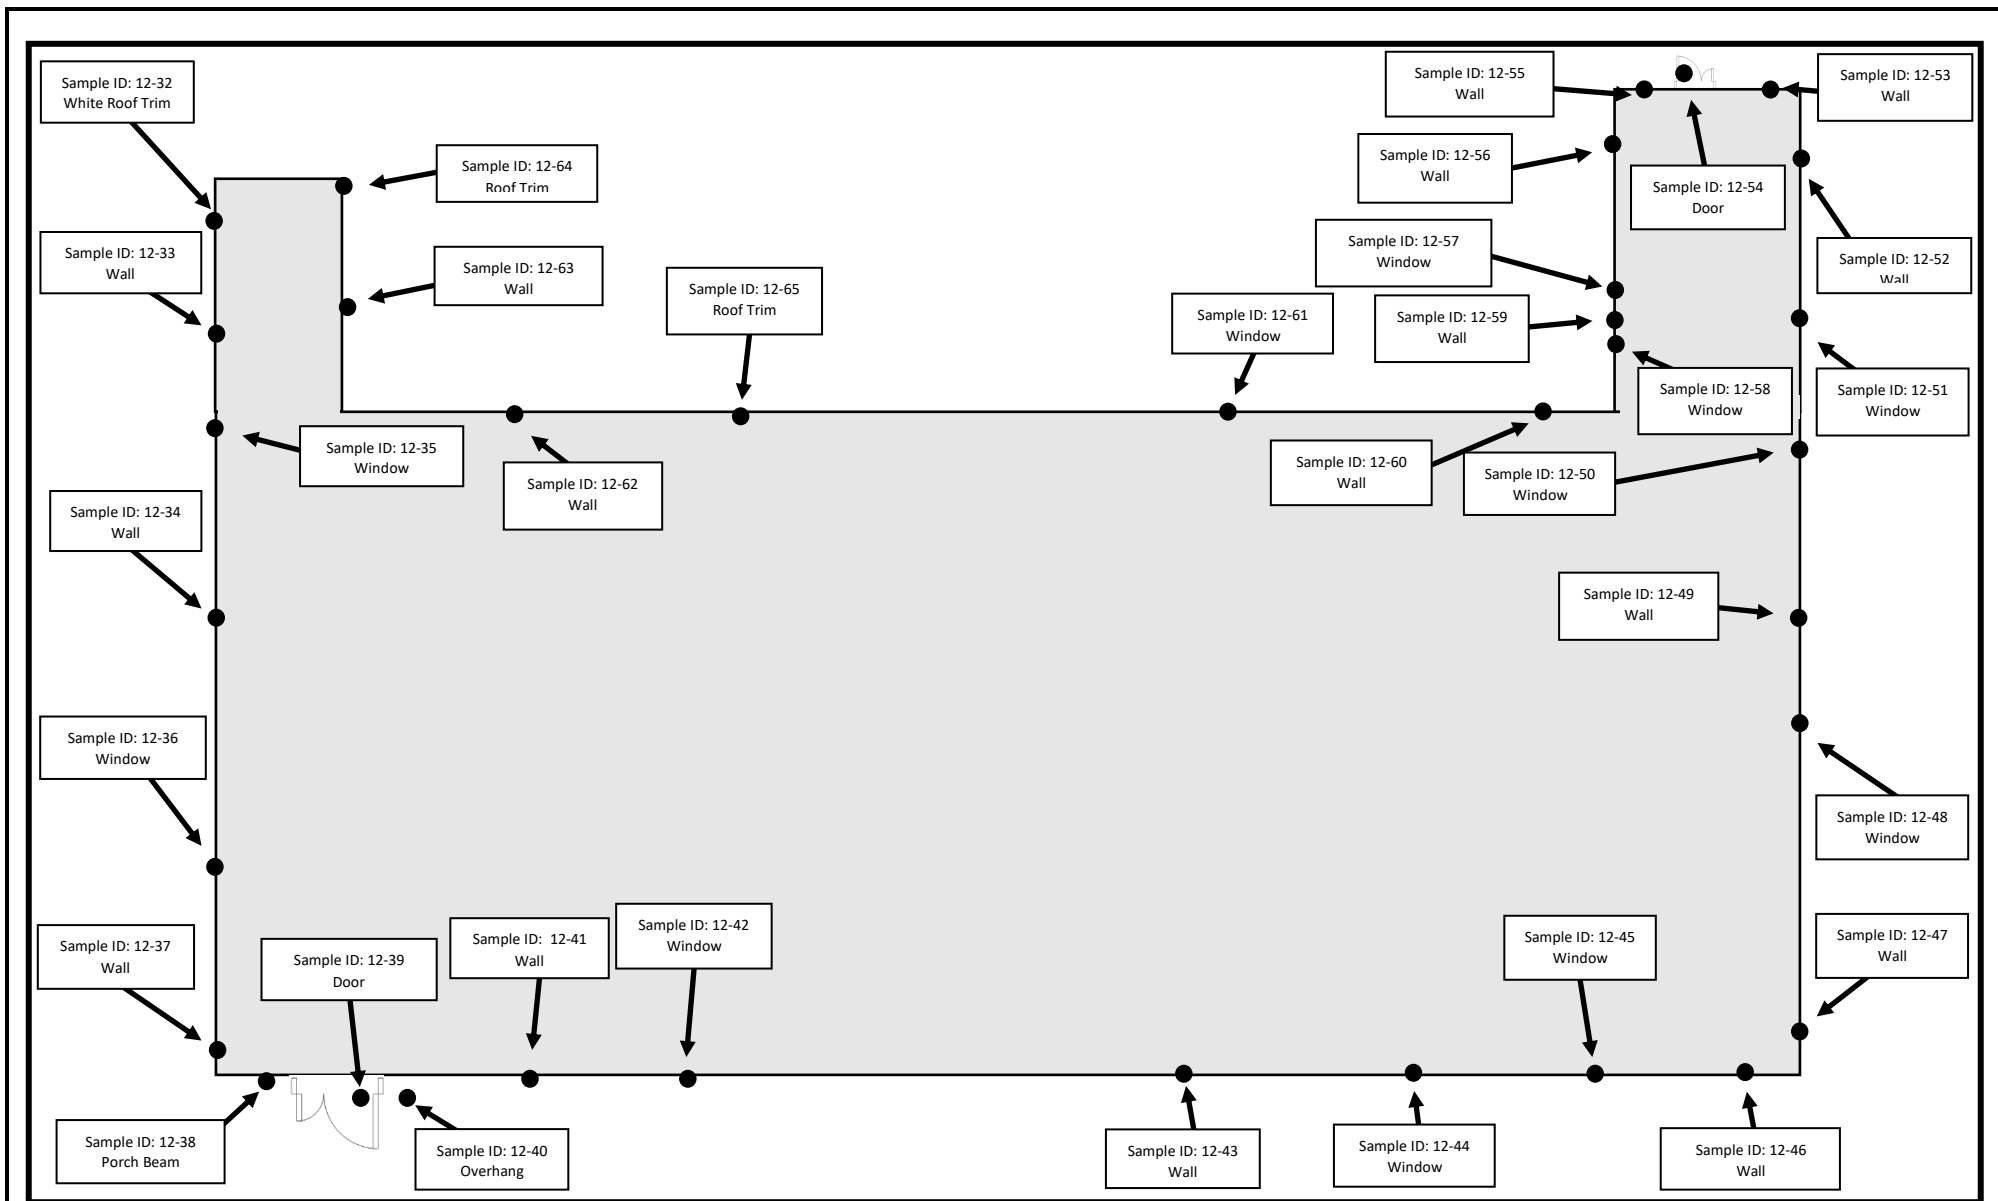 Sample ID: 12-32
White Roof Trim
Sample ID: 12-55
Wall
Sample ID: 12-53
Wall
Sample ID: 12-64
Roof Trim
Sample ID: 12-56
Wall
Sample ID: 12-54
Door
Sample ID: 12-33
Wall
Sample ID: 12-63
Wall
Sample ID: 12-65
Roof Trim
Sample ID: 12-57
Window
Sample ID: 12-52
Wall
Sample ID: 12-61
Window
Sample ID: 12-59
Wall
Sample ID: 12-58
Window
Sample ID: 12-51
Window
Sample ID: 12-35
Window
Sample ID: 12-62
Wall
Sample ID: 12-60
Wall
Sample ID: 12-50
Window
Sample ID: 12-34
Wall
Sample ID: 12-49
Wall
Sample ID: 12-36
Window
Sample ID: 12-48
Window
Sample ID: 12-37
Wall
Sample ID: 12-39
Door
Sample ID:  12-41
Wall
Sample ID: 12-42
Window
Sample ID: 12-45
Window
Sample ID: 12-47
Wall
Sample ID: 12-38
Porch Beam
Sample ID: 12-40
Overhang
Sample ID: 12-43
Wall
Sample ID: 12-44
Window
Sample ID: 12-46
Wall